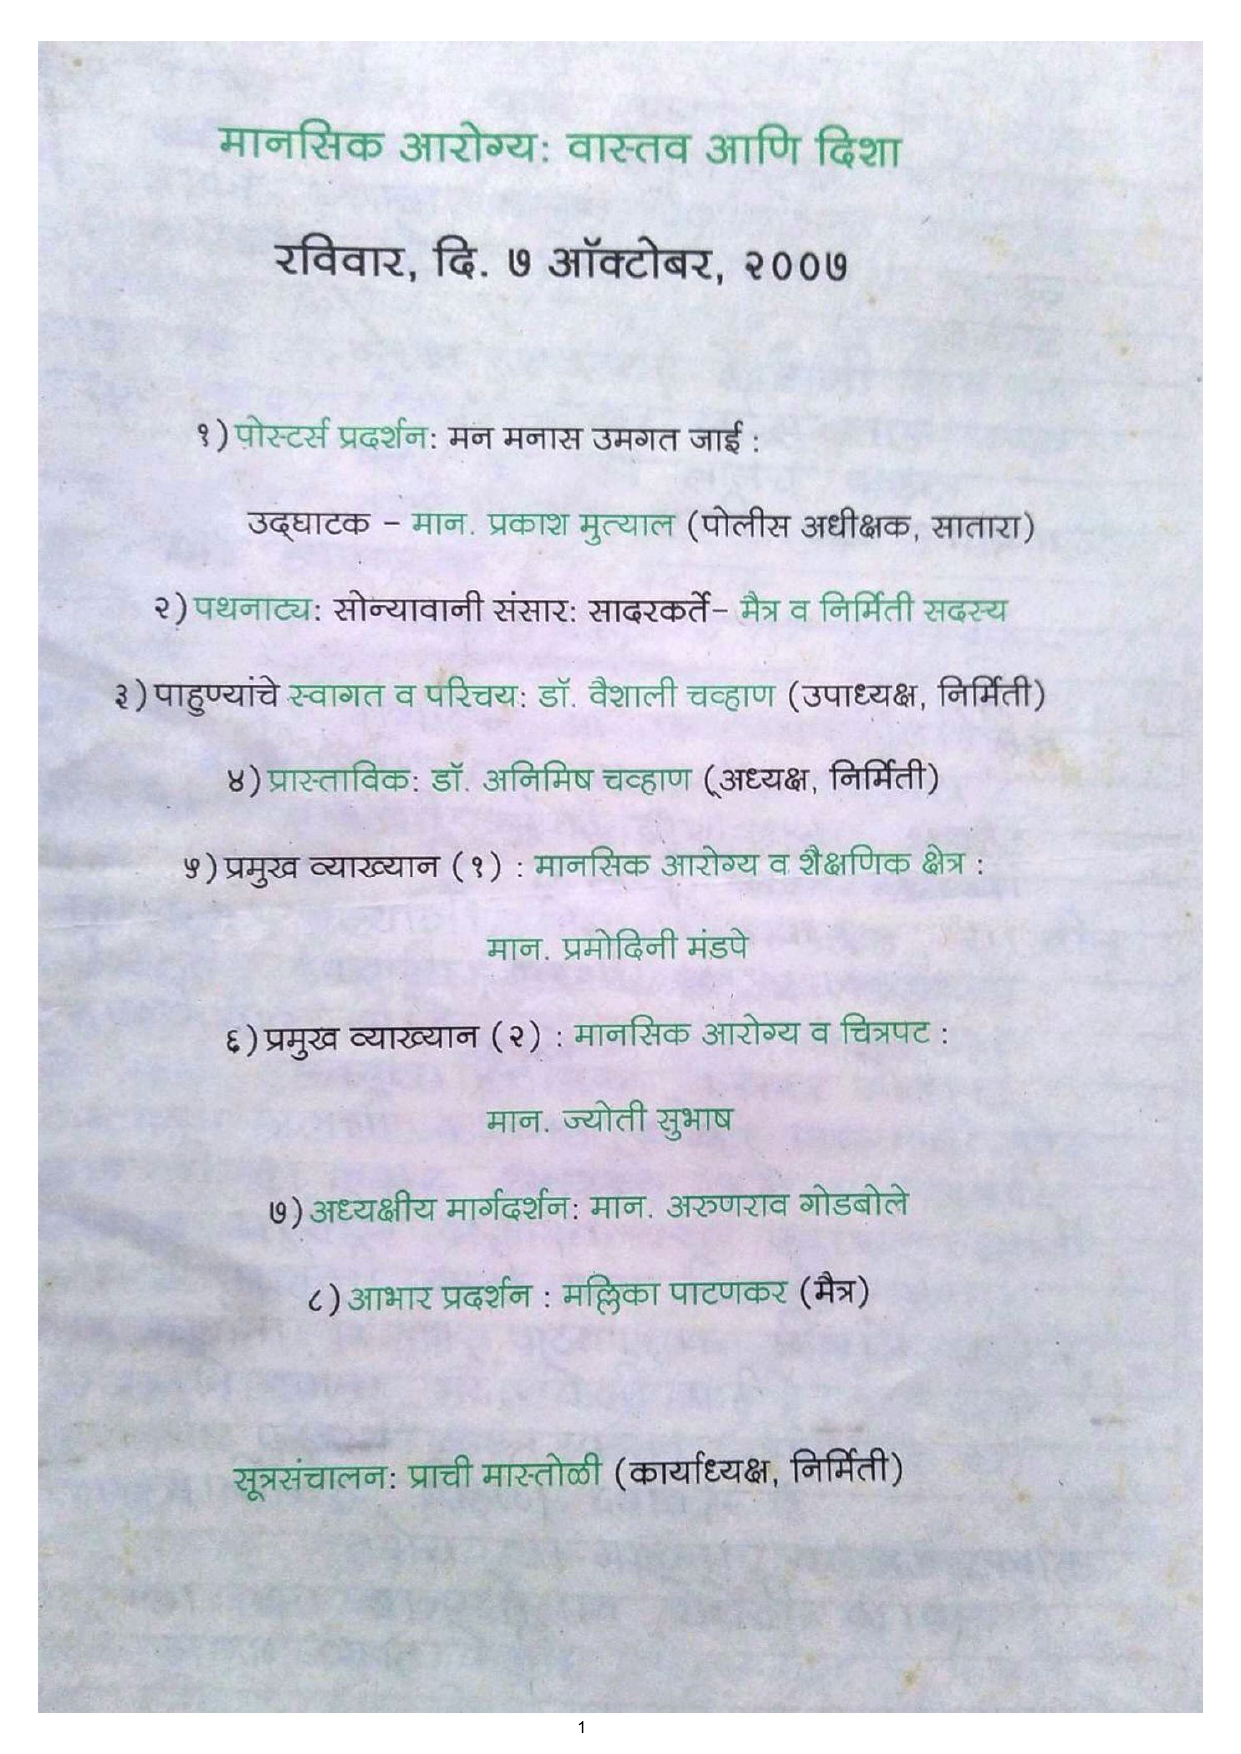 मानसिक आरोग्य: वास्तव आणि दिशा
रविवार, दि. ७ ऑक्टोबर, २००७
१) पोस्टर्स प्रदर्शन: मन मनास उमगत जाई :
उद्‌घाटक – मान. प्रकाश मुत्याल (पोलीस अधीक्षक, सातारा)
२) पथनाट्य: सोन्यावानी संसार: सादरकर्ते– मैत्र व निर्मिती सदस्य
३) पाहुण्यांचे स्वागत व परिचय: डॉ. वैशाली चव्हाण (उपाध्यक्ष, निर्मिती)
४) प्रास्ताविक: डॉ. अनिमिष चव्हाण (अध्यक्ष, निर्मिती)
५) प्रमुख व्याख्यान (१) : मानसिक आरोग्य व शैक्षणिक क्षेत्र :
मान. प्रमोदिनी मंडपे
६) प्रमुख व्याख्यान (२) : मानसिक आरोग्य व चित्रपट :
मान. ज्योती सुभाष
७) अध्यक्षीय मार्गदर्शन: मान. अरुणराव गोडबोले
८) आभार प्रदर्शन : मल्लिका पाटणकर (मैत्र)
सूत्रसंचालन: प्राची मास्तोळी (कार्याध्यक्ष, निर्मिती)
1